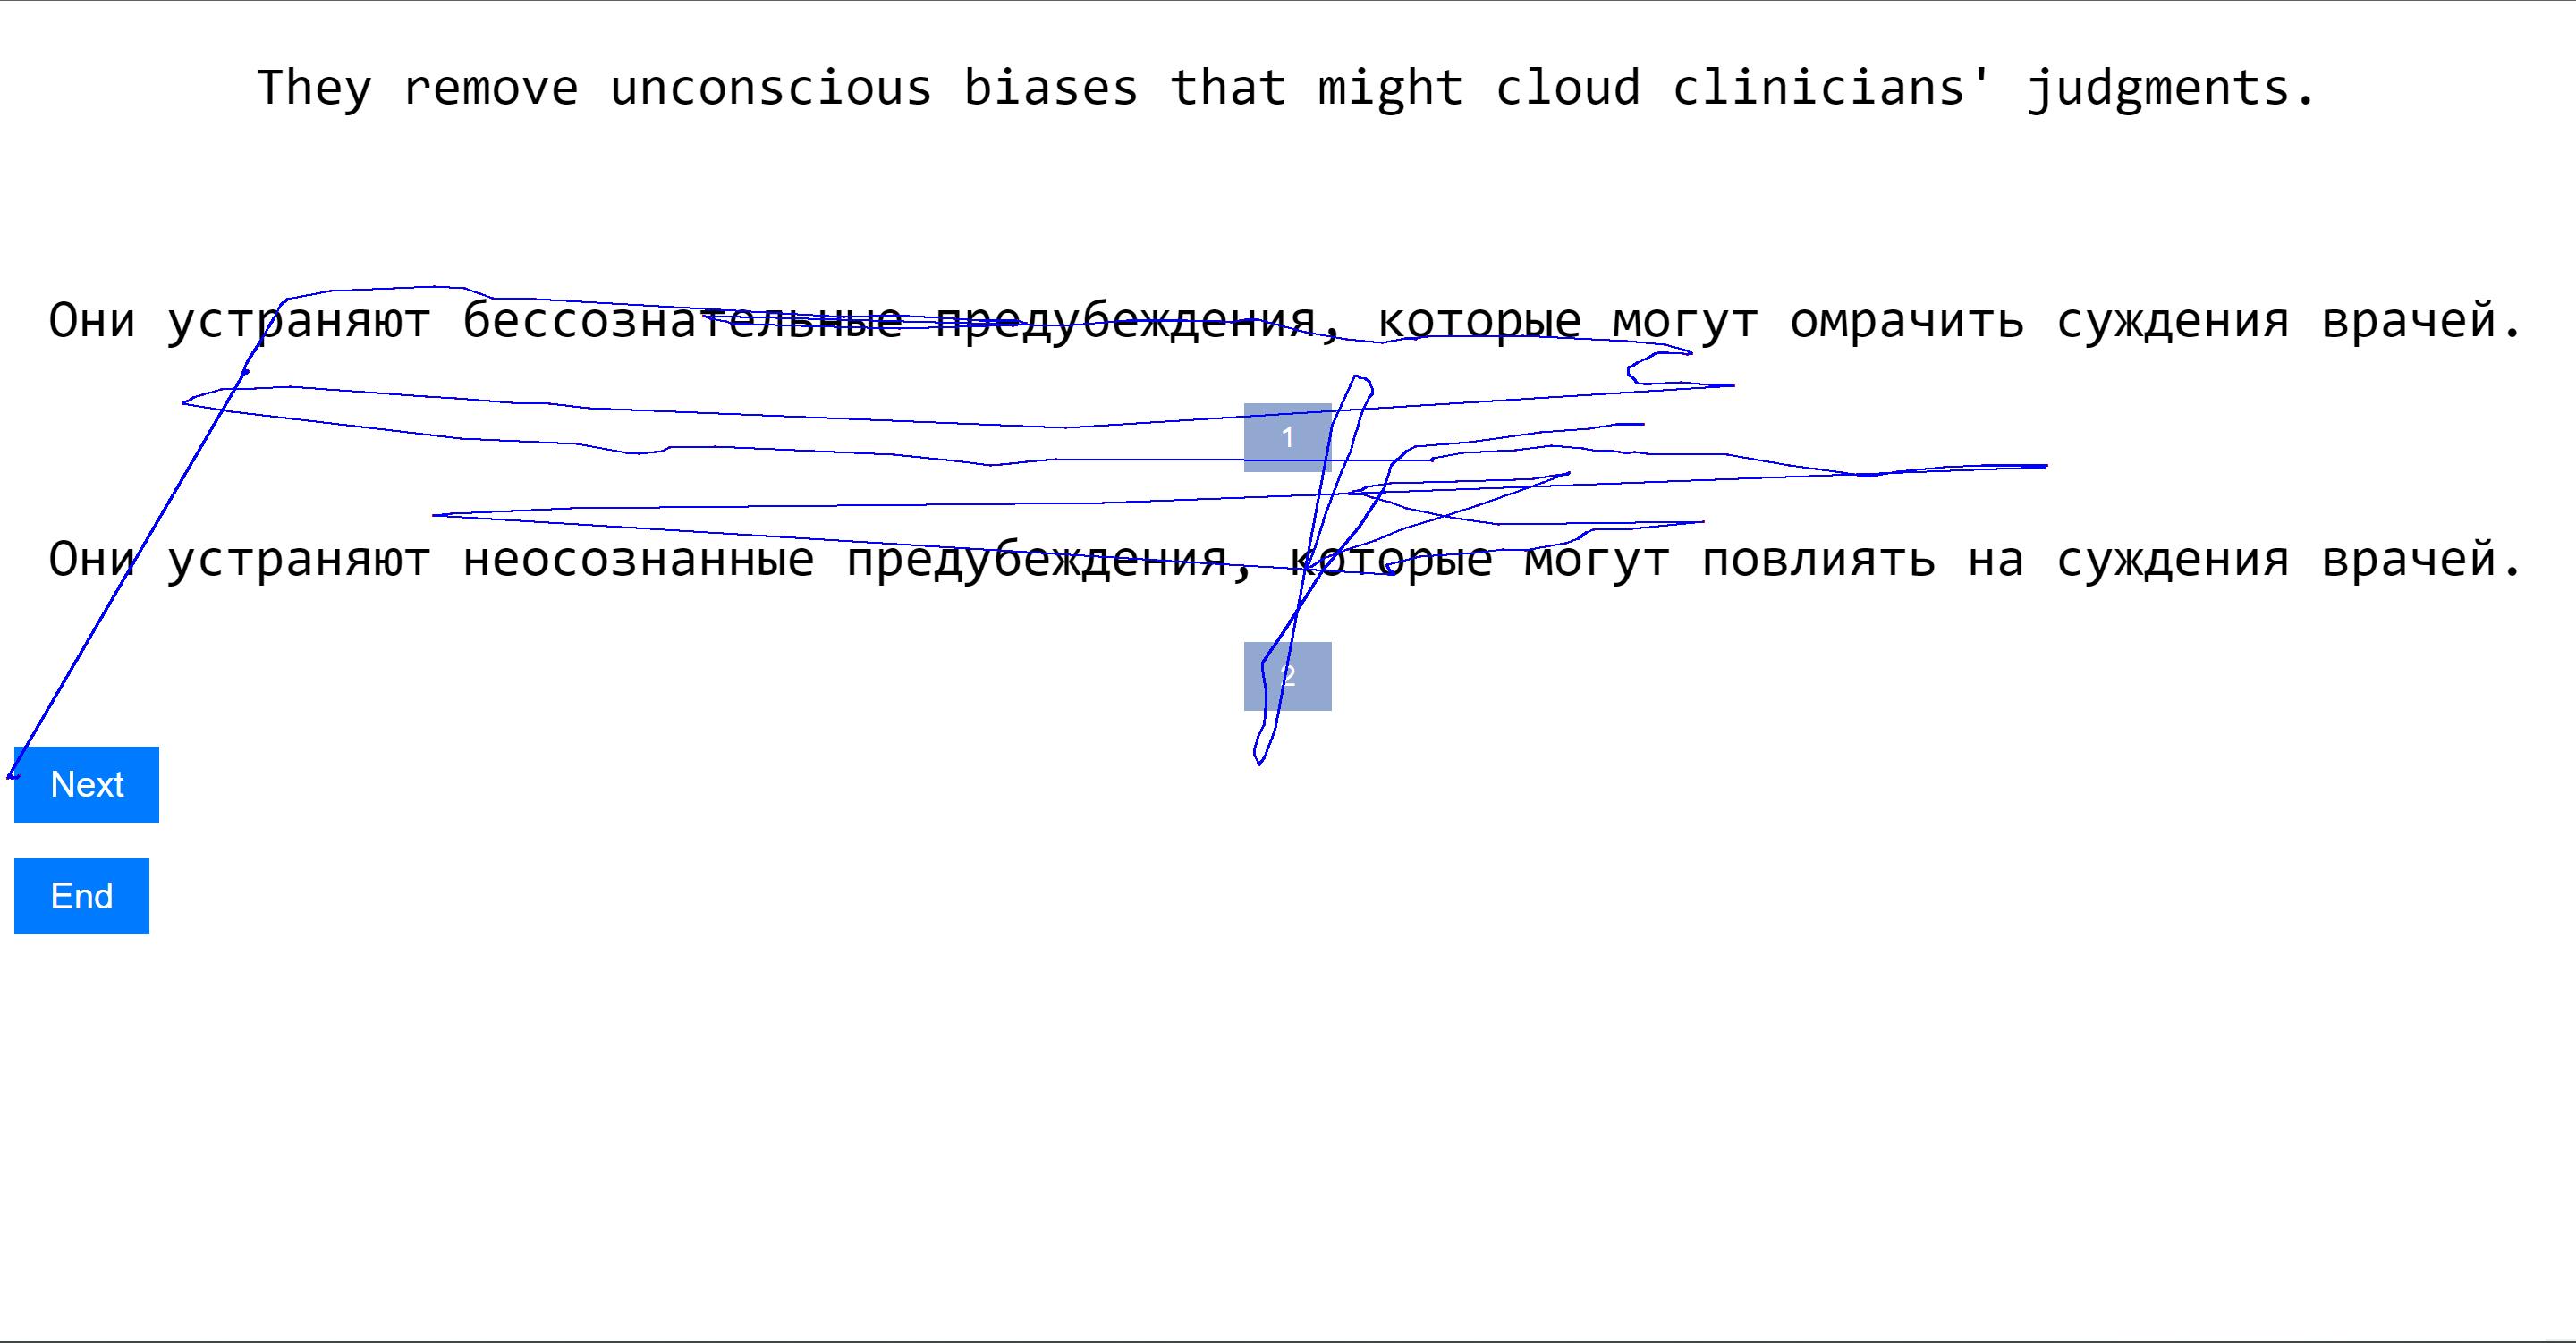 They remove unconscious biases that might cloud clinicians' judgments.
Они устраняют бессознательные предубеждения, которые могут омрачить суждения врачей.
1
Они устраняют неосознанные предубеждения, которые могут повлиять на суждения врачей.
2
Next
End